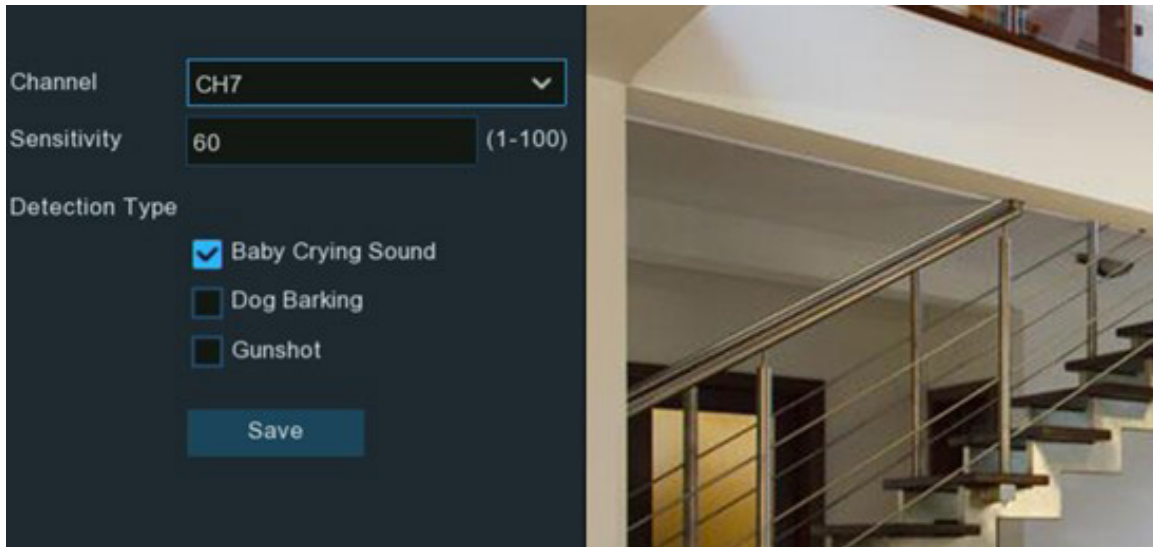 Channel CH7
Sensitivity 60 (1-100)
Detection Type
Baby Crying Sound
Dog Barking
Gunshot
Save